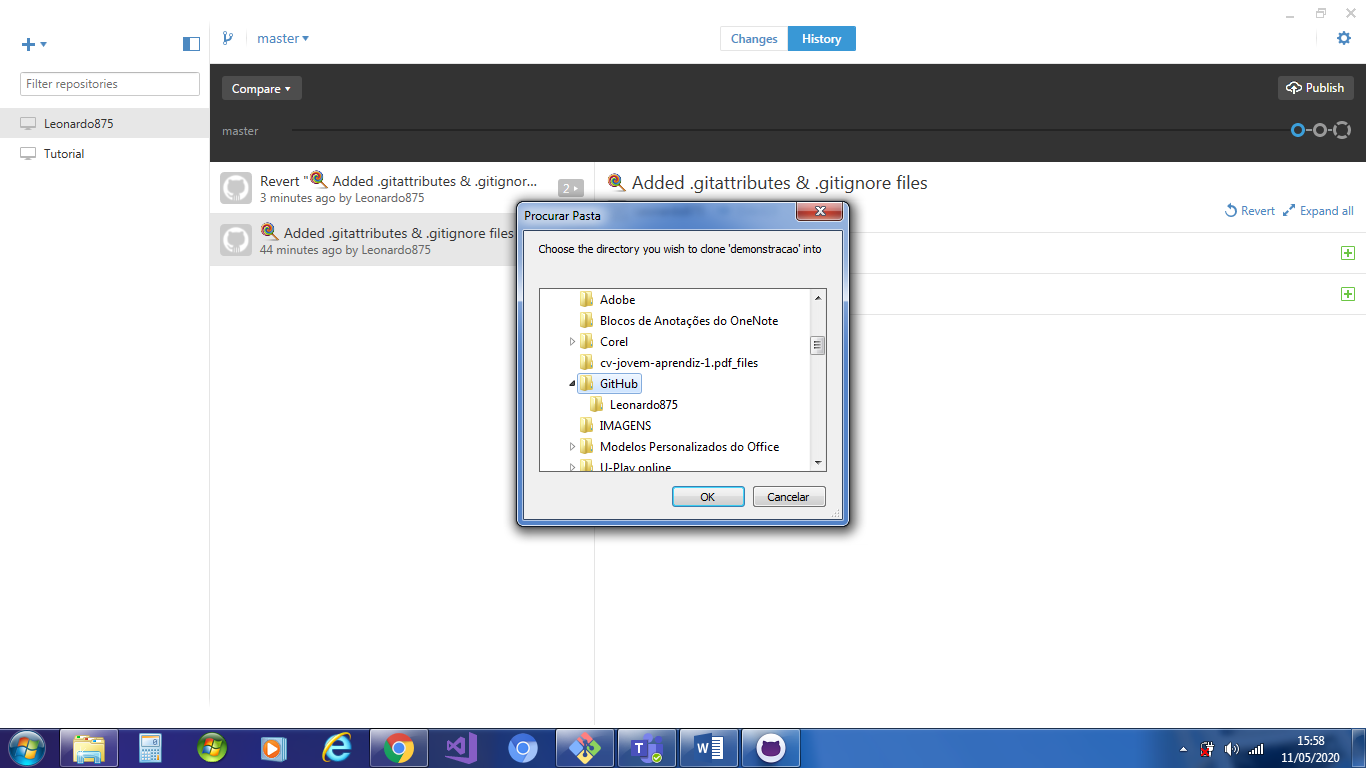 master
Changes
History
Filter repositories
Compare
Publish
Leonardo875
master
Tutorial
Revert "🍭 Added .gitattributes & .gitignor...
3 minutes ago by Leonardo875
2
🍭 Added .gitattributes & .gitignore files
44 minutes ago by Leonardo875
🍭 Added .gitattributes & .gitignore files
Revert
Expand all
Procurar Pasta
Choose the directory you wish to clone 'demonstracao' into
Adobe
Blocos de Anotações do OneNote
Corel
cv-jovem-aprendiz-1.pdf_files
GitHub
Leonardo875
IMAGENS
Modelos Personalizados do Office
U-Play online
OK
Cancelar
15:58
11/05/2020